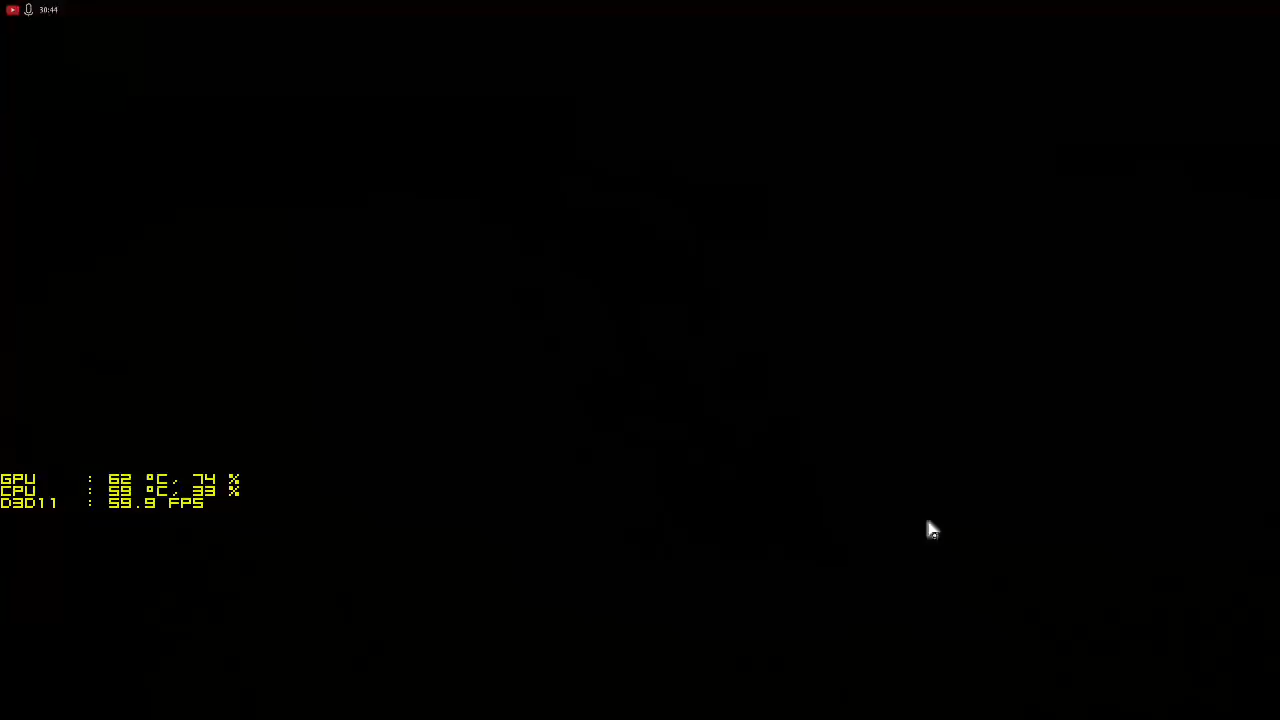 30:44
GPU : 62 °C, 74 %
CPU : 59 °C, 33 %
D3D11 : 59.9 FPS